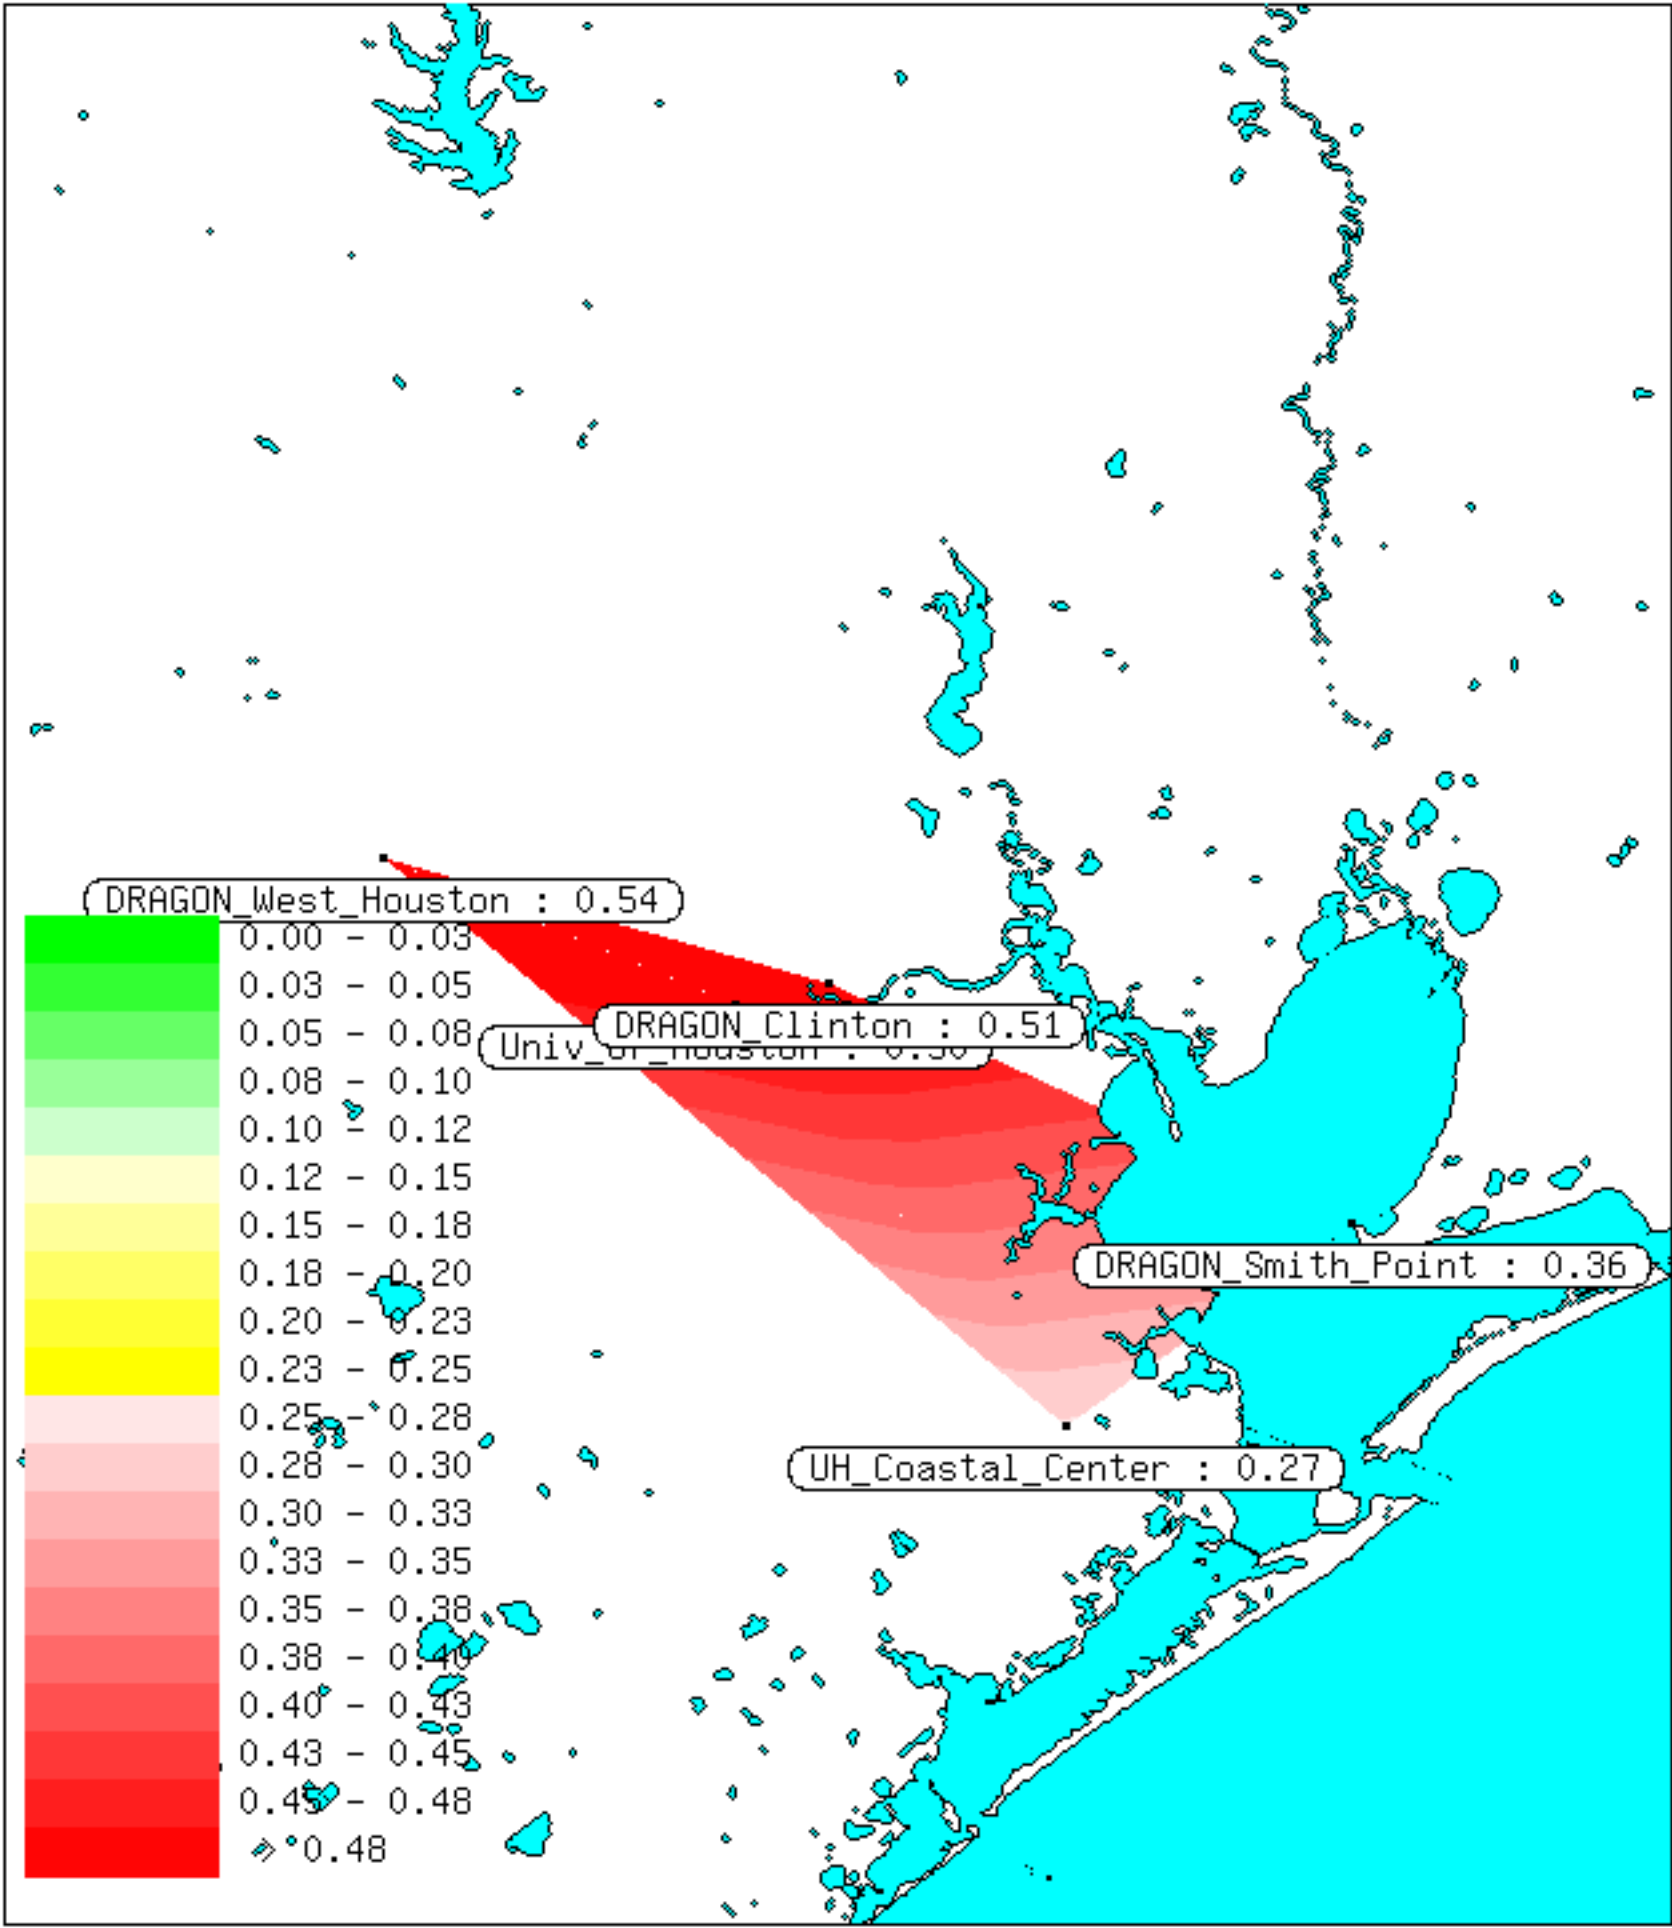 DRAGON_West_Houston : 0.54
0.00 - 0.03
0.03 - 0.05
0.05 - 0.08
0.08 - 0.10
0.10 - 0.12
0.12 - 0.15
0.15 - 0.18
0.18 - 0.20
0.20 - 0.23
0.23 - 0.25
0.25 - 0.28
0.28 - 0.30
0.30 - 0.33
0.33 - 0.35
0.35 - 0.38
0.38 - 0.40
0.40 - 0.43
0.43 - 0.45
0.45 - 0.48
0.48
DRAGON_Clinton : 0.51
Univ_of_Houston :
DRAGON_Smith_Point : 0.36
UH_Coastal_Center : 0.27